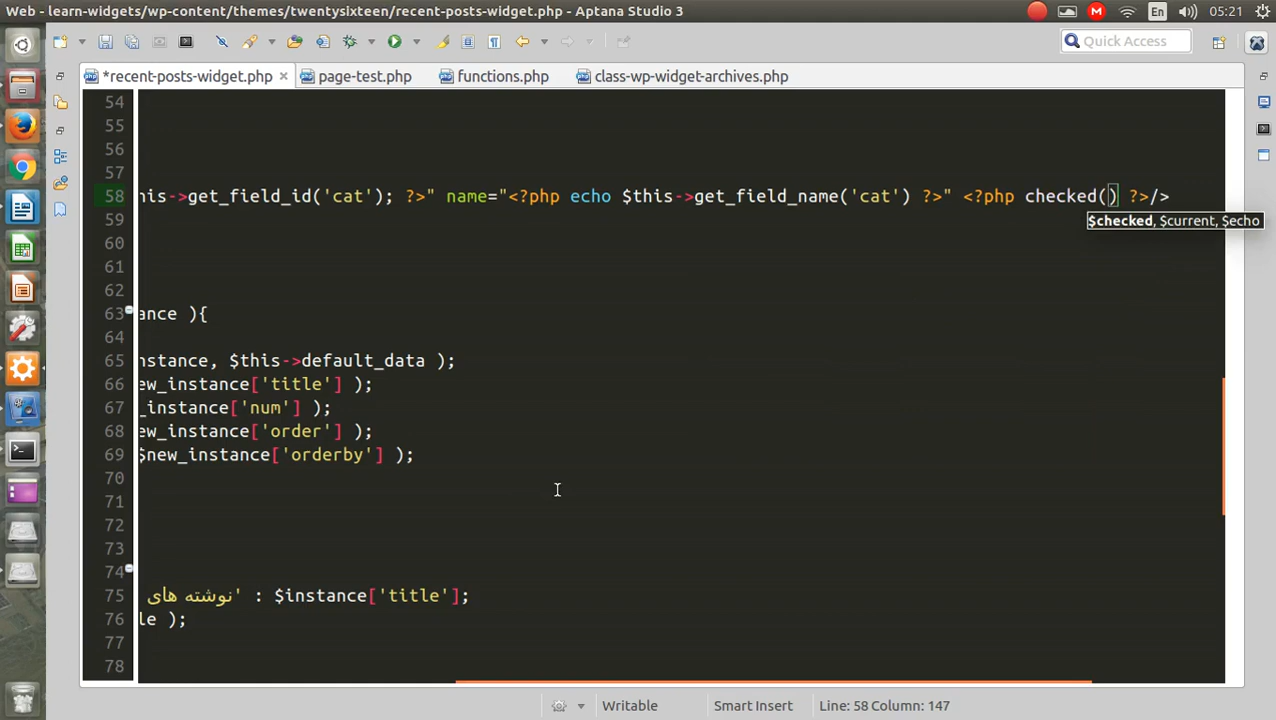 Web - learn-widgets/wp-content/themes/twentysixteen/recent-posts-widget.php - Aptana Studio 3
En
05:21
Quick Access
*recent-posts-widget.php
page-test.php
functions.php
class-wp-widget-archives.php
54
55
56
57
58 his->get_field_id('cat'); ?>" name="<?php echo $this->get_field_name('cat') ?>" <?php checked() ?>/>
$checked, $current, $echo
59
60
61
62
63 ance ){
64
65 nstance, $this->default_data );
66 ew_instance['title'] );
67 _instance['num'] );
68 ew_instance['order'] );
69 $new_instance['orderby'] );
70
71
72
73
74
75 نوشته های' : $instance['title'];
76 le );
77
78
Writable
Smart Insert
Line: 58 Column: 147